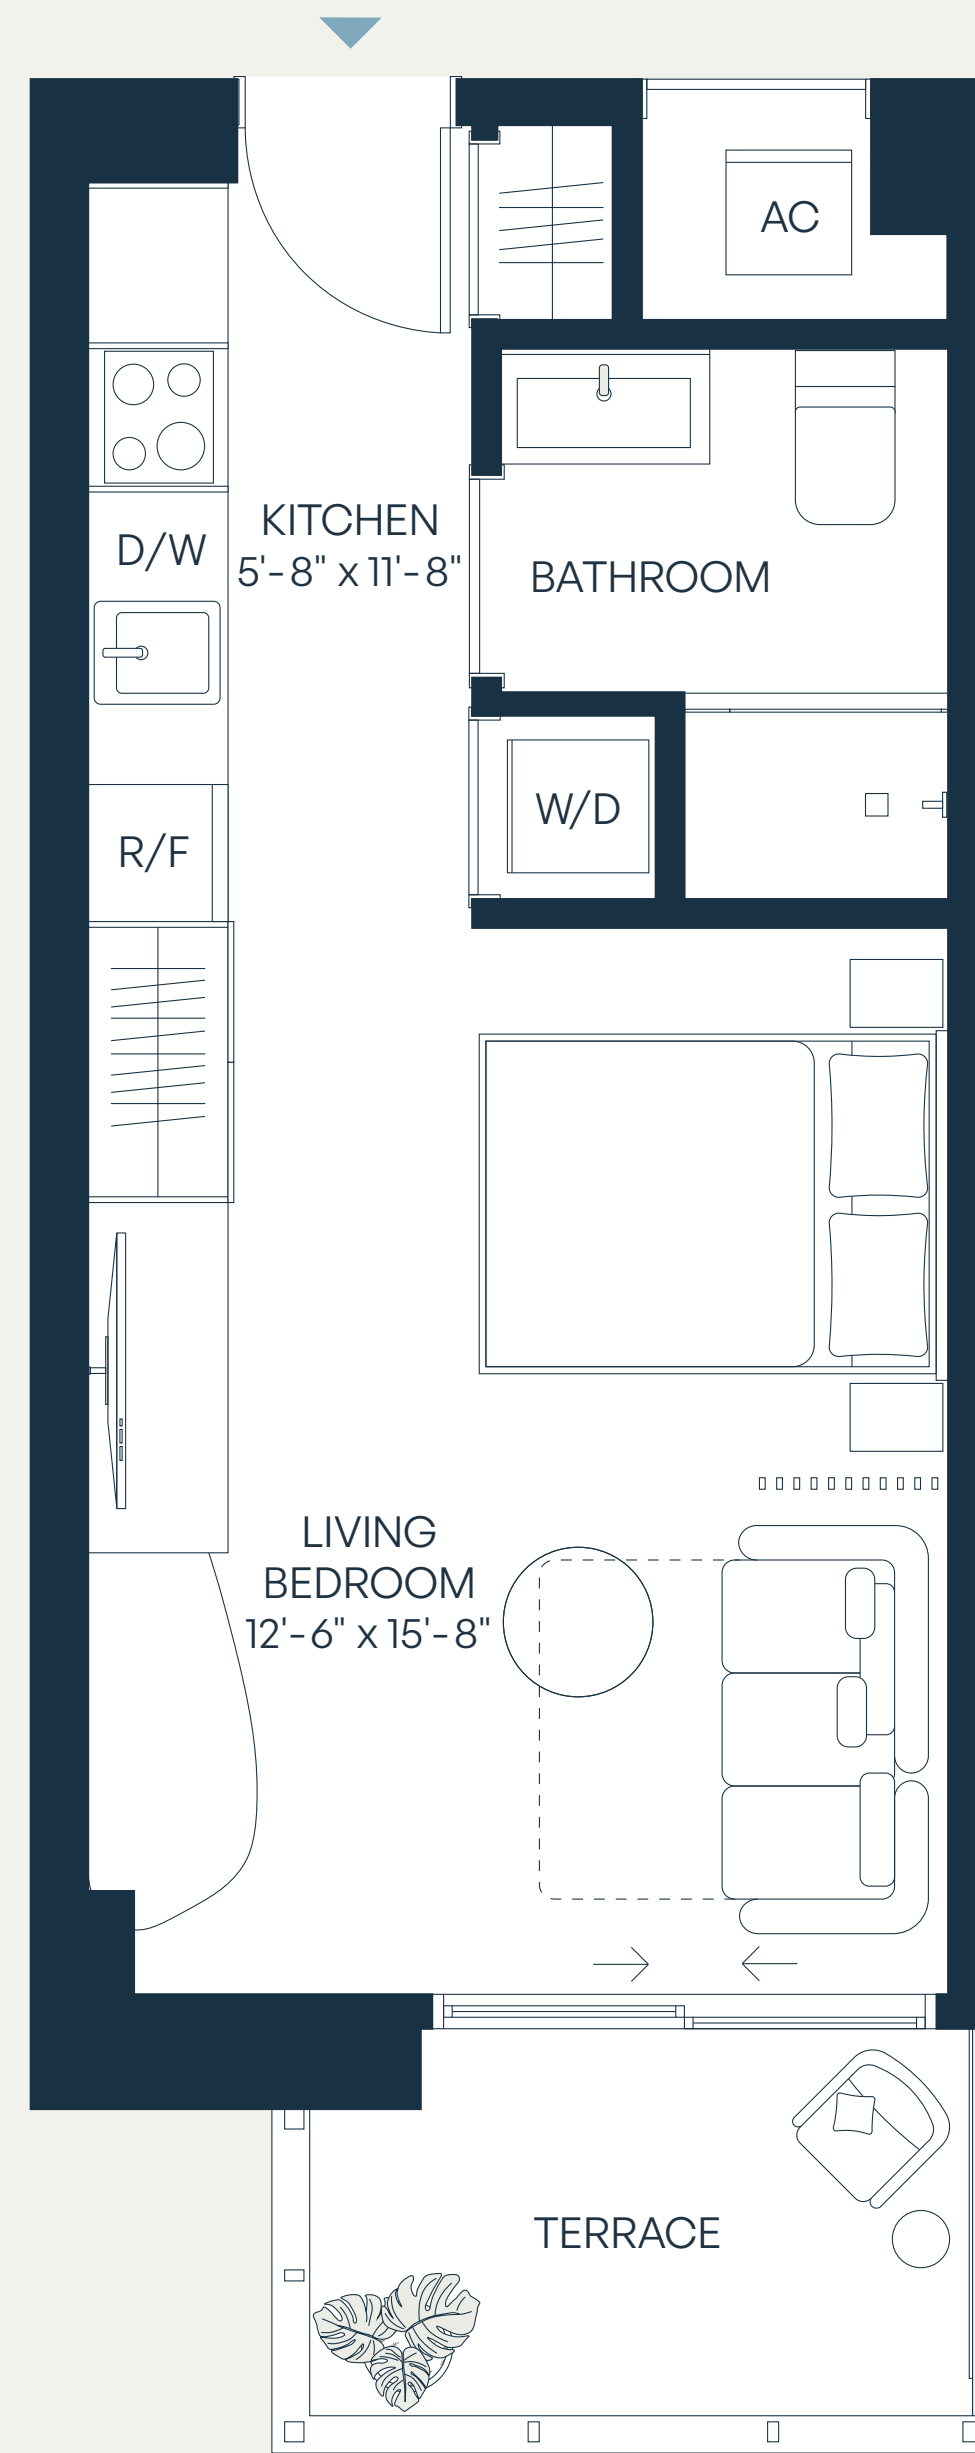 AC
KITCHEN
5'-8" x 11'-8"
D/W
BATHROOM
W/D
R/F
LIVING
BEDROOM
12'-6" x 15'-8"
TERRACE